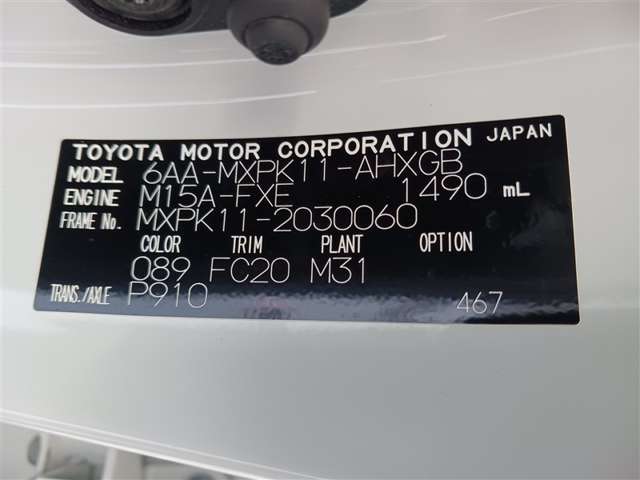 TOYOTA MOTOR CORPORATION JAPAN
MODEL 6AA-MXPK11-AHXGB
ENGINE M15A-FXE 1490 mL
FRAME No. MXPK11-2030060
COLOR TRIM PLANT OPTION
089 FC20 M31
TRANS./AXLE P910 467